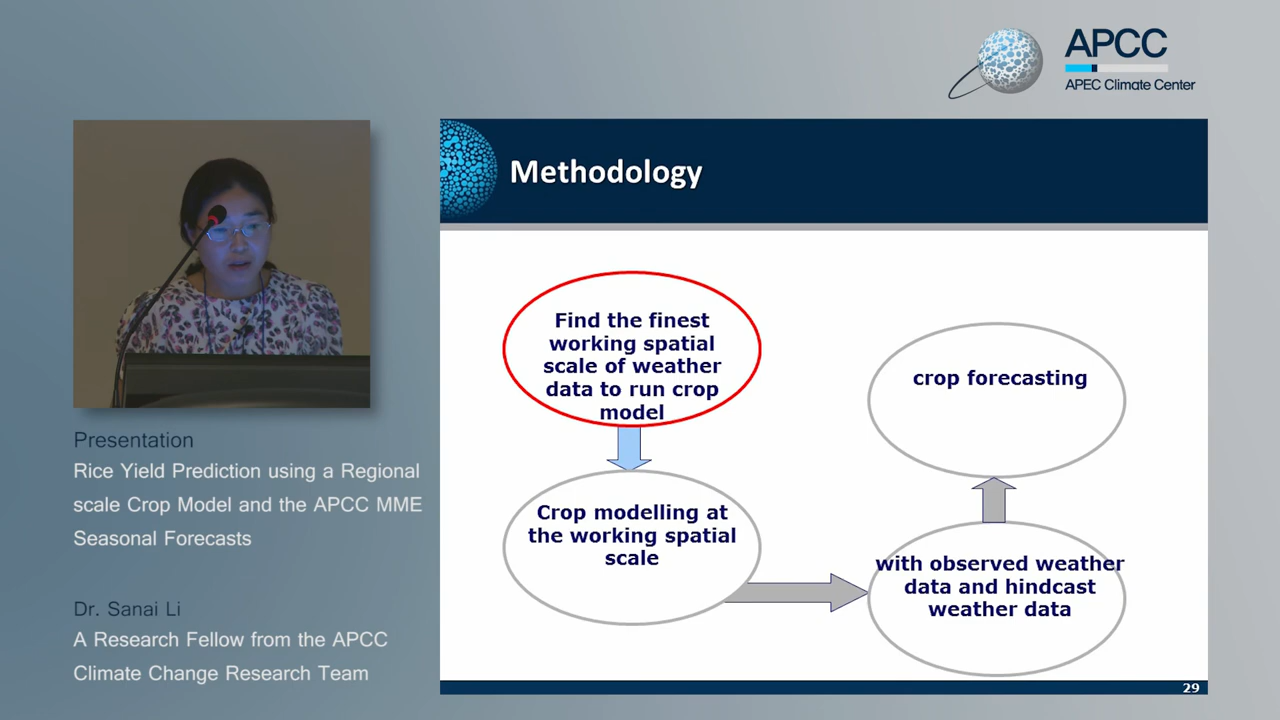 APCC
APEC Climate Center
Methodology
Find the finest
working spatial
scale of weather
data to run crop
model
crop forecasting
Crop modelling at
the working spatial
scale
with observed weather
data and hindcast
weather data
29
Presentation
Rice Yield Prediction using a Regional
scale Crop Model and the APCC MME
Seasonal Forecasts
Dr. Sanai Li
A Research Fellow from the APCC
Climate Change Research Team